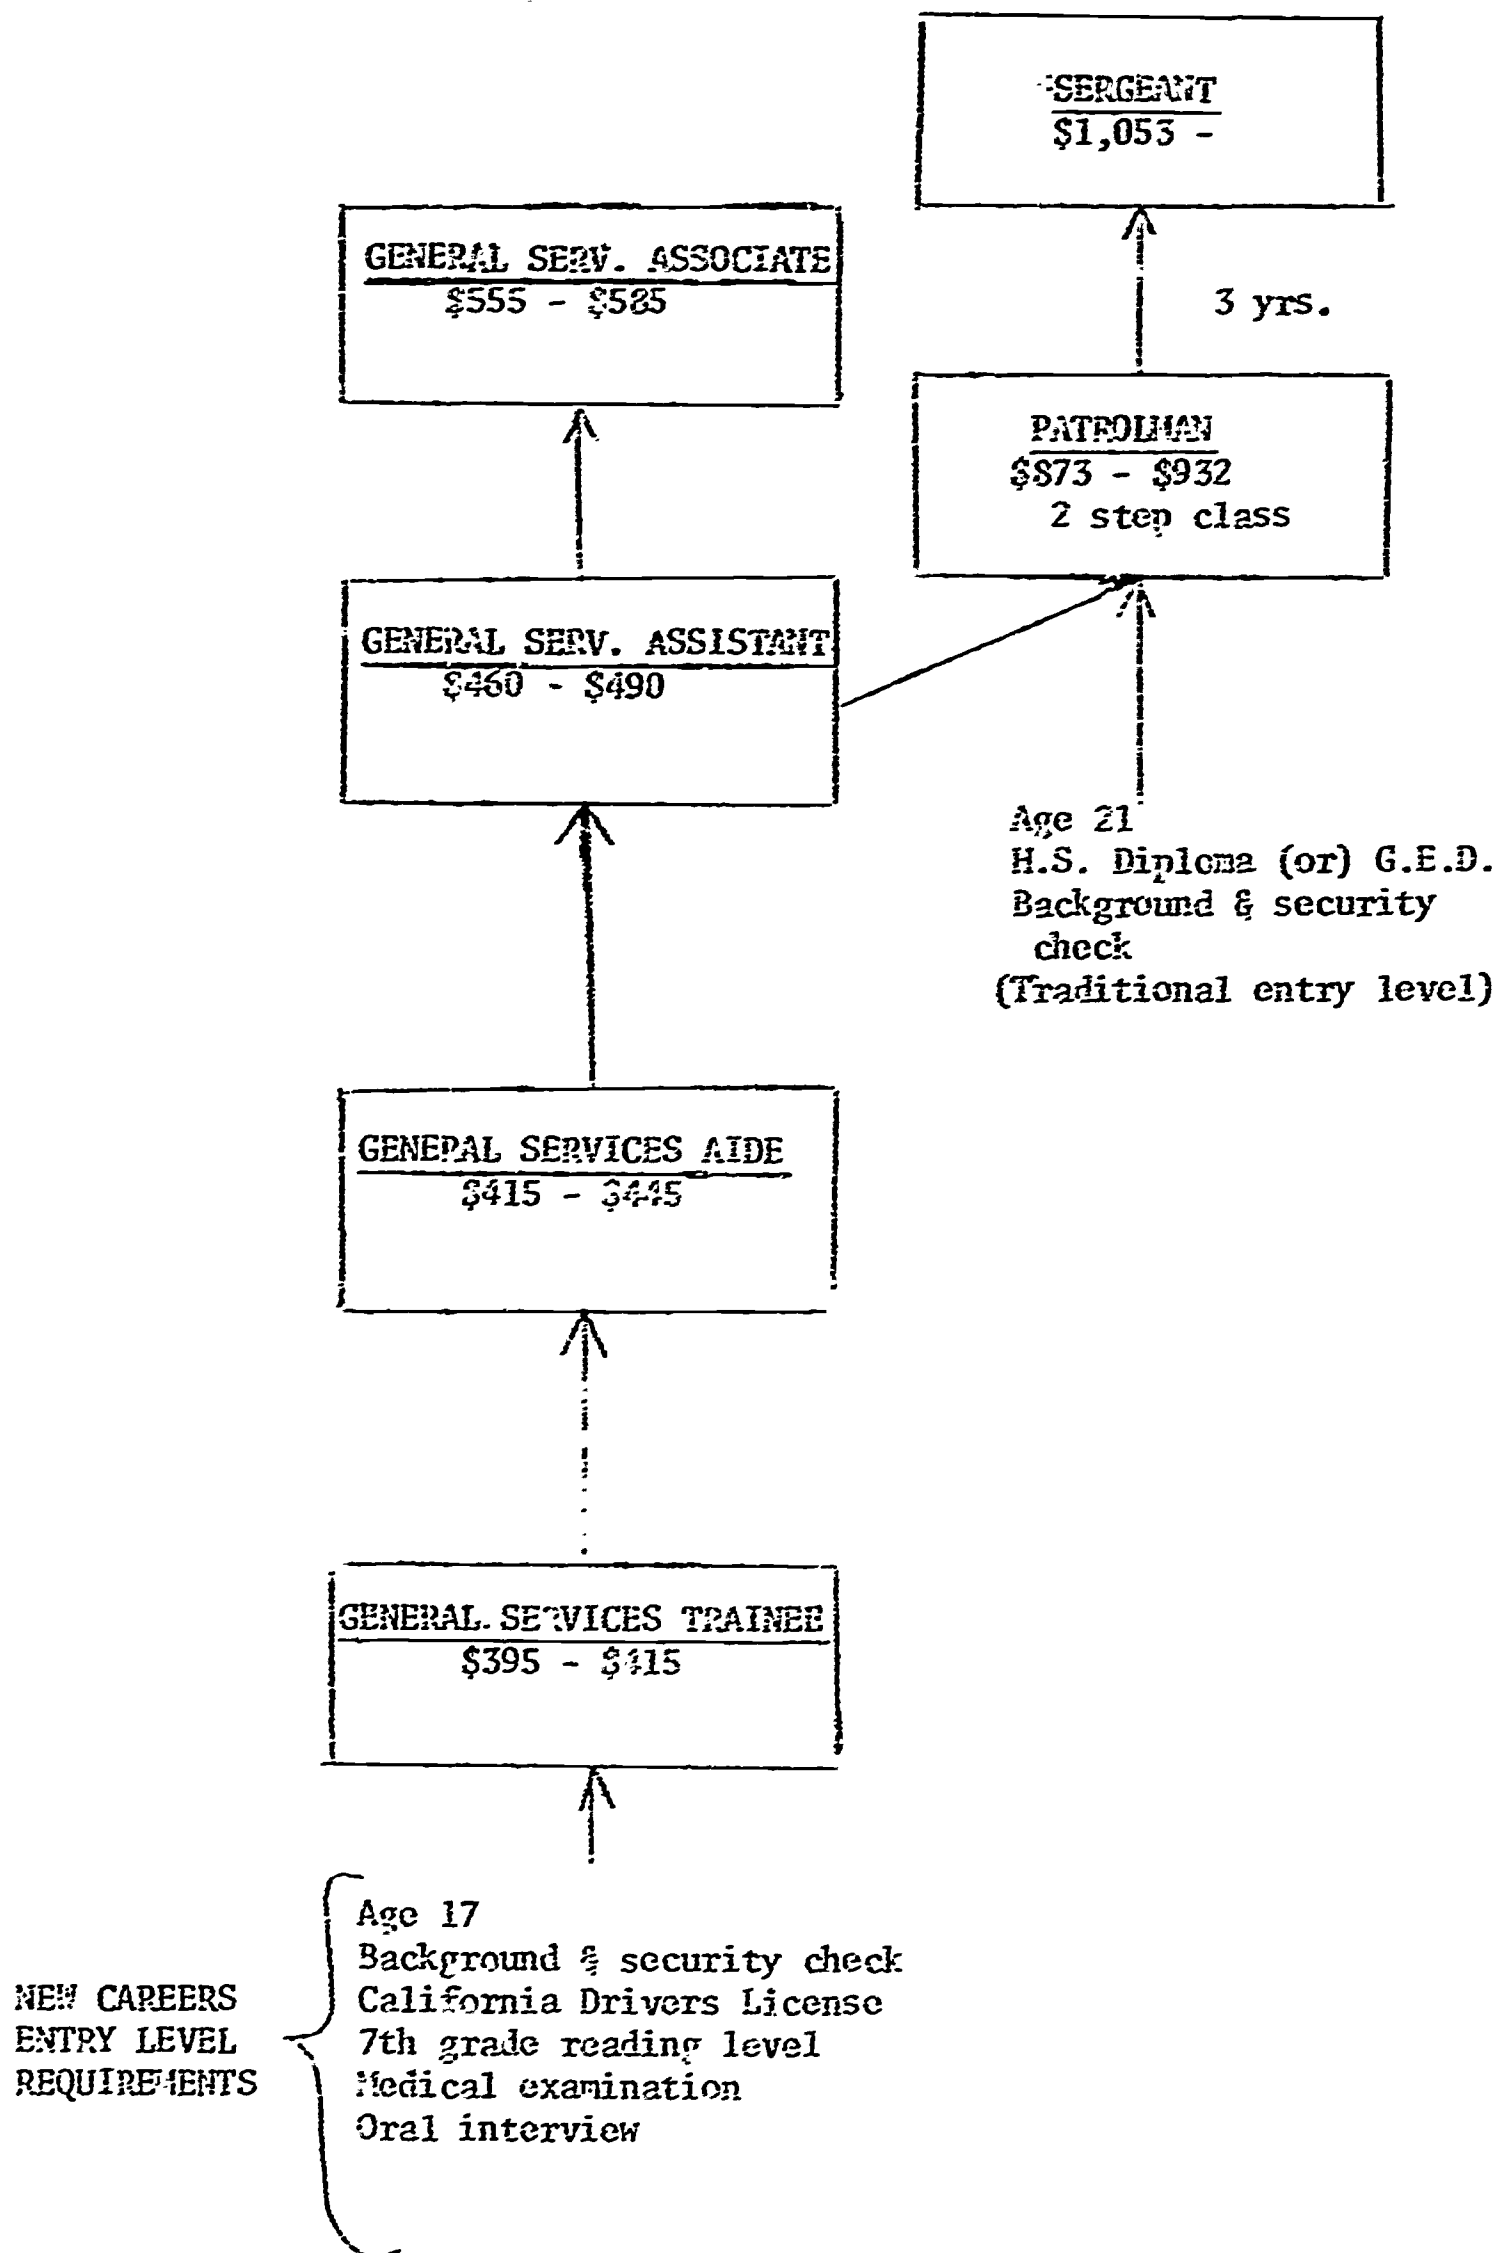 SERGEANT
$1,053 -
GENERAL SERV. ASSOCIATE
$555 - $585
3 yrs.
PATROLMAN
$873 - $932
2 step class
GENERAL SERV. ASSISTANT
$460 - $490
Age 21
H.S. Diploma (or) G.E.D.
Background & security
check
(Traditional entry level)
GENERAL SERVICES AIDE
$415 - $445
GENERAL SERVICES TRAINEE
$395 - $415
NEW CAREERS
ENTRY LEVEL
REQUIREMENTS
Age 17
Background & security check
California Drivers License
7th grade reading level
Medical examination
Oral interview